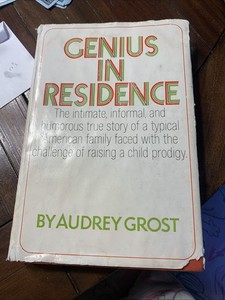 GENIUS
IN
RESIDENCE
The intimate, informal, and
humorous true story of a typical
American family faced with the
challenge of raising a child prodigy.
BY AUDREY GROST